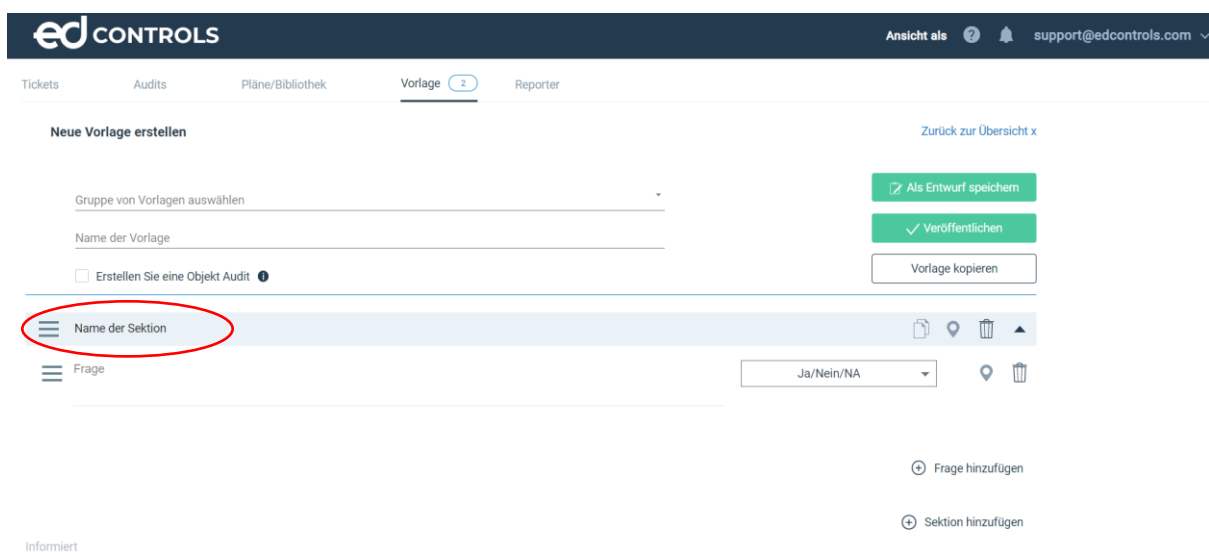 ed CONTROLS
Ansicht als ? support@edcontrols.com
Tickets Audits Pläne/Bibliothek Vorlage 2 Reporter
Neue Vorlage erstellen
Zurück zur Übersicht x
Gruppe von Vorlagen auswählen
Als Entwurf speichern
Name der Vorlage
Veröffentlichen
Erstellen Sie eine Objekt Audit i
Vorlage kopieren
Name der Sektion
Frage
Ja/Nein/NA
Frage hinzufügen
Sektion hinzufügen
Informiert